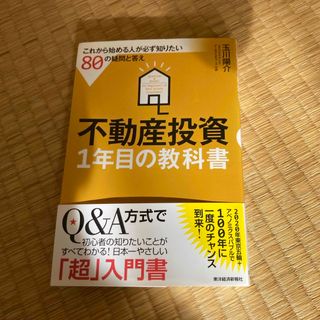 これから始める人が必ず知りたい
80の疑問と答え
玉川陽介
不動産投資
1年目の教科書
2020年東京五輪+
アベノミクスバブルで
100年に
一度のチャンス
到来!
Q&A方式で
初心者の知りたいことが
すべてわかる!日本一やさしい
「超」入門書
東洋経済新報社